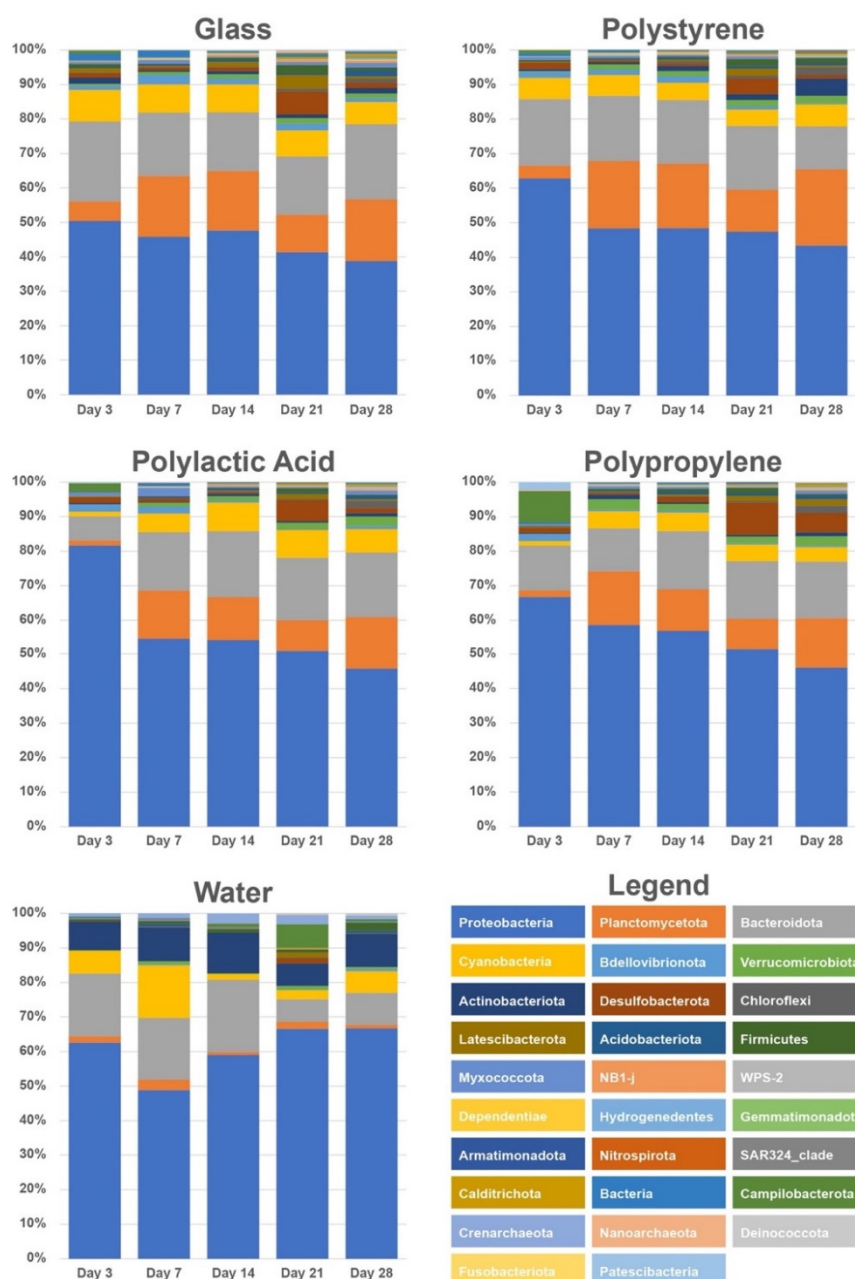 Glass
Polystyrene
100%
90%
80%
70%
60%
50%
40%
30%
20%
10%
0%
Day 3 Day 7 Day 14 Day 21 Day 28
100%
90%
80%
70%
60%
50%
40%
30%
20%
10%
0%
Day 3 Day 7 Day 14 Day 21 Day 28
Polylactic Acid
Polypropylene
100%
90%
80%
70%
60%
50%
40%
30%
20%
10%
0%
Day 3 Day 7 Day 14 Day 21 Day 28
100%
90%
80%
70%
60%
50%
40%
30%
20%
10%
0%
Day 3 Day 7 Day 14 Day 21 Day 28
Water
100%
90%
80%
70%
60%
50%
40%
30%
20%
10%
0%
Day 3 Day 7 Day 14 Day 21 Day 28
Legend
Proteobacteria Planctomycetota Bacteroidota
Cyanobacteria Bdellovibrionota Verrucomicrobiota
Actinobacteriota Desulfobacterota Chloroflexi
Latescibacterota Acidobacteriota Firmicutes
Myxococcota NB1-j WPS-2
Dependentiae Hydrogenedentes Gemmatimonadot
Armatimonadota Nitrospirota SAR324_clade
Calditrichota Bacteria Campilobacterota
Crenarchaeota Nanoarchaeota Deinococcota
Fusobacteriota Patescibacteria